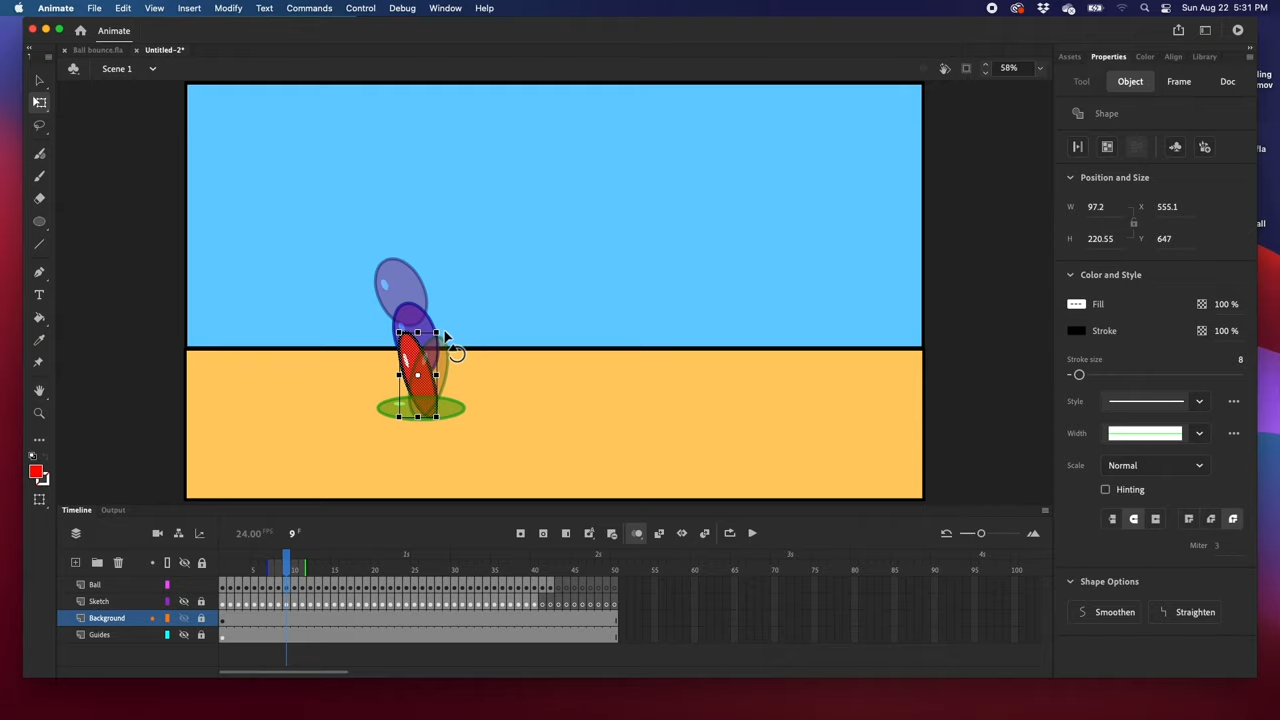 Animate File Edit View Insert Modify Text Commands Control Debug Window Help Sun Aug 22 5:31 PM
Animate
Ball bounce.fla Untitled-2*
Scene 1 58%
Assets Properties Color Align Library
Tool Object Frame Doc
Shape
Position and Size
W 97.2 X 555.1
H 220.55 Y 647
Color and Style
Fill 100 %
Stroke 100 %
Stroke size 8
Style
Width
Scale Normal
Hinting
Miter 3
Shape Options
Smoothen Straighten
Timeline Output
24.00 FPS 9 F
1s 2s 3s 4s
5 10 15 20 25 30 35 40 45 50 55 60 65 70 75 80 85 90 95 100
Ball
Sketch
Background
Guides